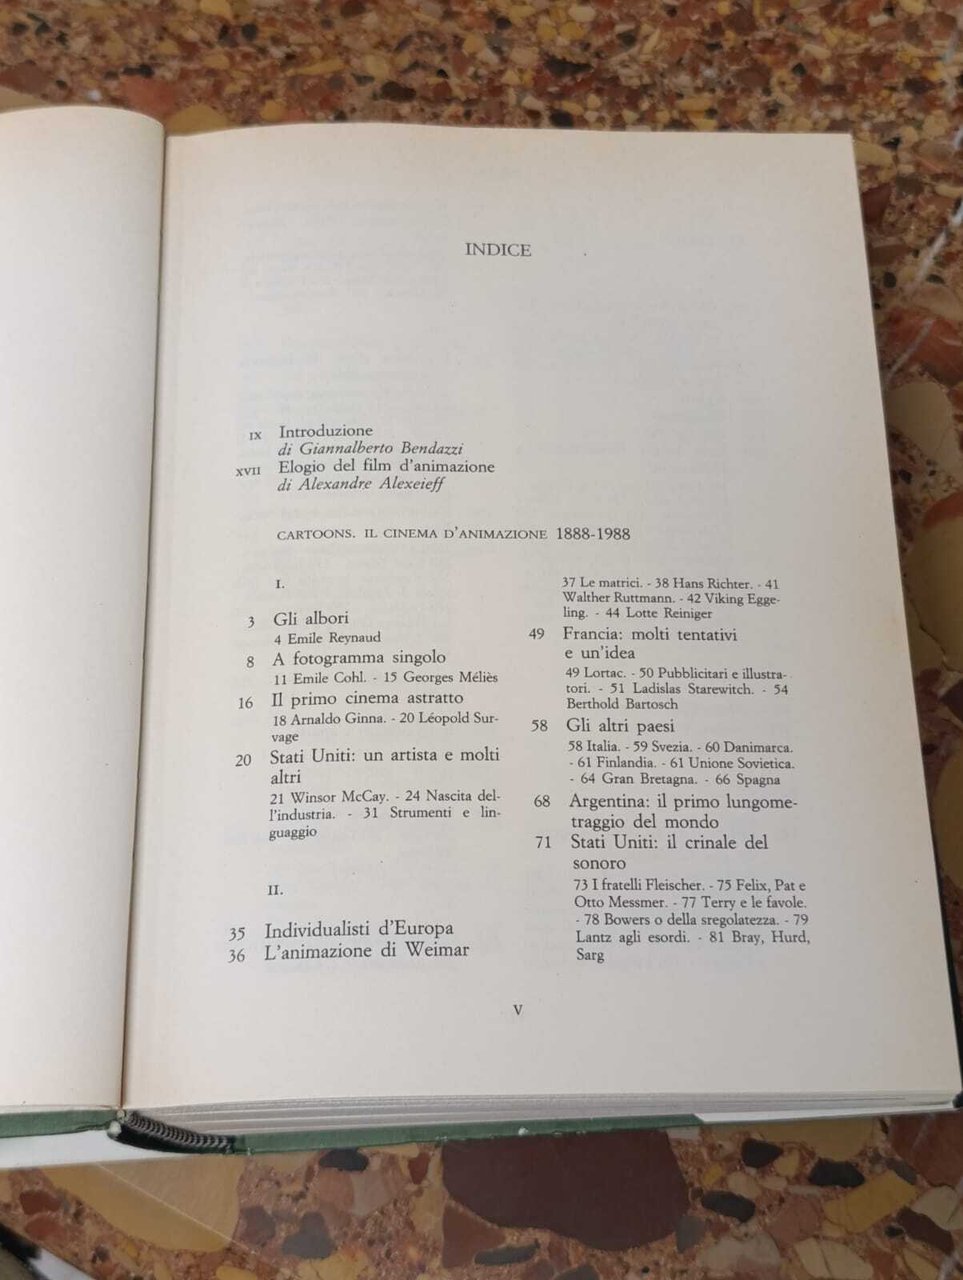 INDICE
IX Introduzione
di Giannalberto Bendazzi
XVII Elogio del film d'animazione
di Alexandre Alexeieff
CARTOONS. IL CINEMA D'ANIMAZIONE 1888-1988
I.
3 Gli albori
4 Emile Reynaud
8 A fotogramma singolo
11 Emile Cohl. - 15 Georges Méliès
16 Il primo cinema astratto
18 Arnaldo Ginna. - 20 Léopold Sur-
vage
20 Stati Uniti: un artista e molti
altri
21 Winsor McCay. - 24 Nascita del-
l'industria. - 31 Strumenti e lin-
guaggio
II.
35 Individualisti d'Europa
36 L'animazione di Weimar
37 Le matrici. - 38 Hans Richter. - 41
Walther Ruttmann. - 42 Viking Egge-
ling. - 44 Lotte Reiniger
49 Francia: molti tentativi
e un'idea
49 Lortac. - 50 Pubblicitari e illustra-
tori. - 51 Ladislas Starewitch. - 54
Berthold Bartosch
58 Gli altri paesi
58 Italia. - 59 Svezia. - 60 Danimarca.
- 61 Finlandia. - 61 Unione Sovietica.
- 64 Gran Bretagna. - 66 Spagna
68 Argentina: il primo lungome-
traggio del mondo
71 Stati Uniti: il crinale del
sonoro
73 I fratelli Fleischer. - 75 Felix, Pat e
Otto Messmer. - 77 Terry e le favole.
- 78 Bowers o della sregolatezza. - 79
Lantz agli esordi. - 81 Bray, Hurd,
Sarg
V